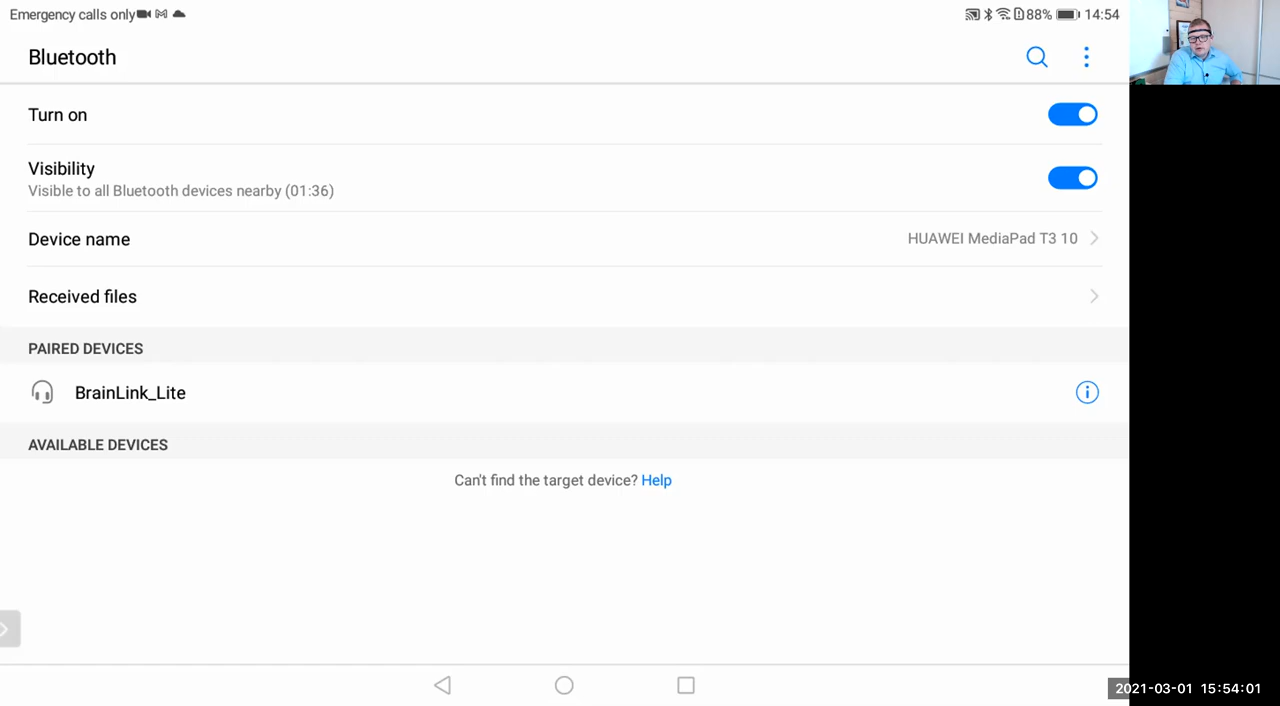 Emergency calls only
88% 14:54
Bluetooth
Turn on
Visibility
Visible to all Bluetooth devices nearby (01:36)
Device name
HUAWEI MediaPad T3 10
Received files
PAIRED DEVICES
BrainLink_Lite
AVAILABLE DEVICES
Can't find the target device? Help
2021-03-01 15:54:01